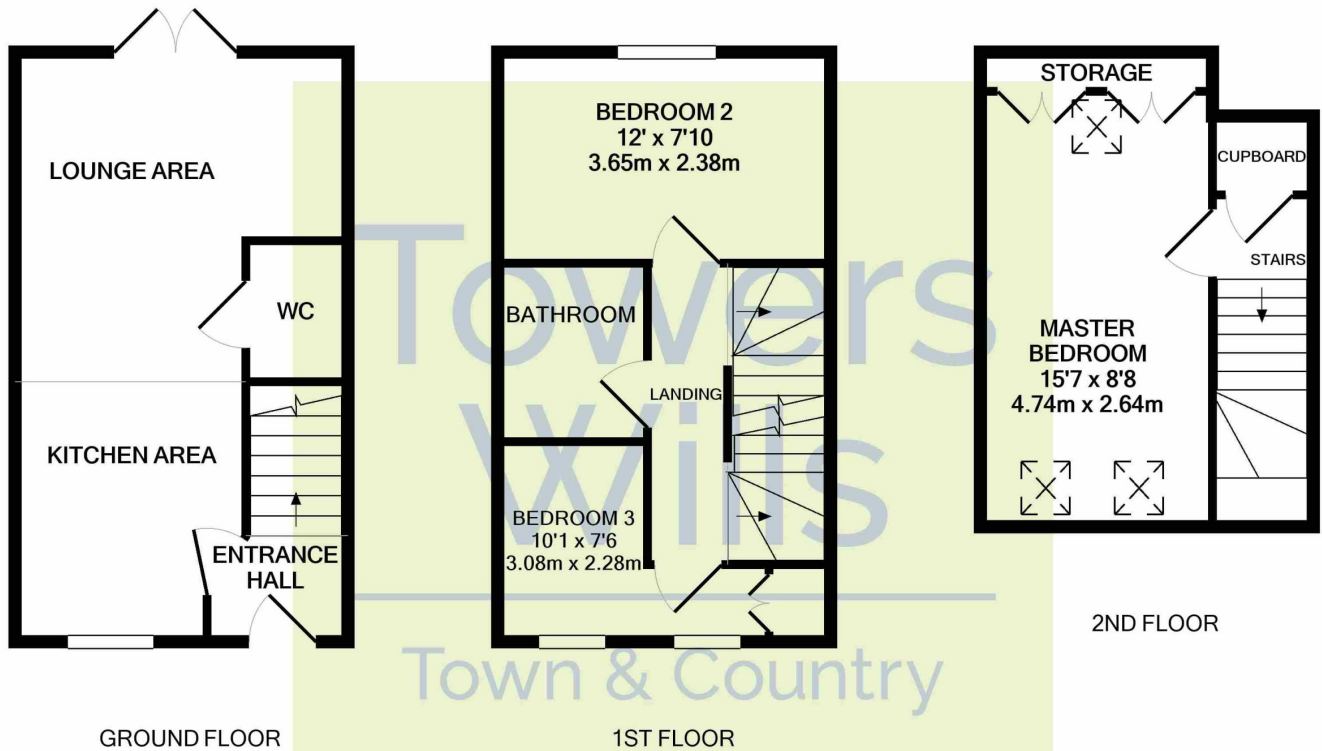 LOUNGE AREA
WC
KITCHEN AREA
ENTRANCE
HALL
GROUND FLOOR
BEDROOM 2
12' x 7'10
3.65m x 2.38m
BATHROOM
LANDING
BEDROOM 3
10'1 x 7'6
3.08m x 2.28m
1ST FLOOR
STORAGE
CUPBOARD
STAIRS
MASTER
BEDROOM
15'7 x 8'8
4.74m x 2.64m
2ND FLOOR
Towers
Wills
Town & Country